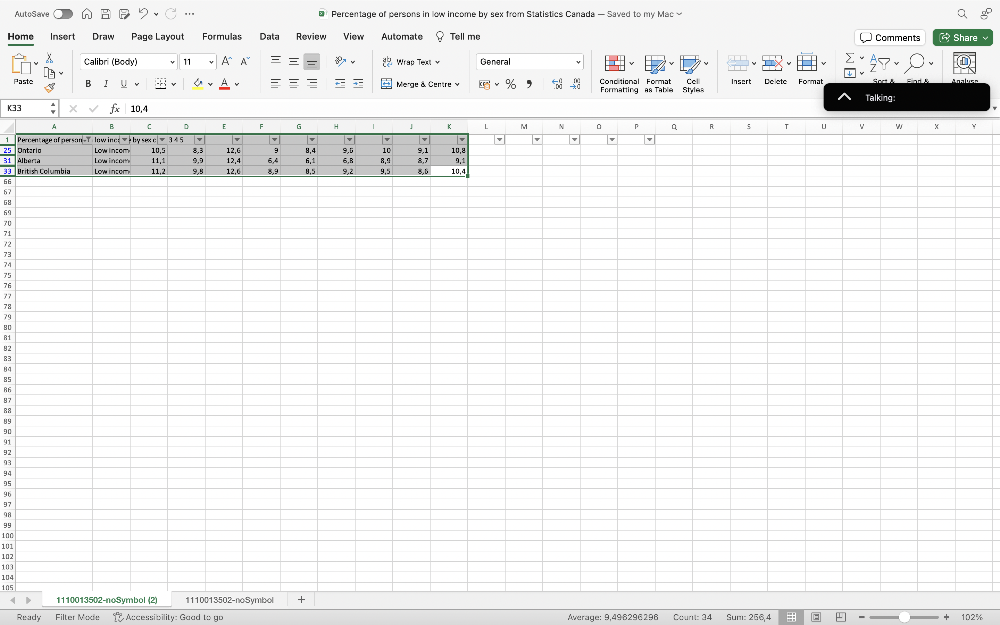 AutoSave
Percentage of persons in low income by sex from Statistics Canada — Saved to my Mac
Home Insert Draw Page Layout Formulas Data Review View Automate Tell me
Comments Share
Paste
Calibri (Body) 11
B I U
Wrap Text
Merge & Centre
General
Conditional Formatting
Format as Table
Cell Styles
Insert Delete Format
Sort &
Find &
Analyse
Talking:
K33 fx 10,4
A B C D E F G H I J K L M N O P Q R S T U V W X Y
1 Percentage of person low inc e by sex c 3 4 5
25 Ontario Low incom 10,5 8,3 12,6 9 8,4 9,6 10 9,1 10,8
31 Alberta Low incom 11,1 9,9 12,4 6,4 6,1 6,8 8,9 8,7 9,1
33 British Columbia Low incom 11,2 9,8 12,6 8,9 8,5 9,2 9,5 8,6 10,4
66
67
68
69
70
71
72
73
74
75
76
77
78
79
80
81
82
83
84
85
86
87
88
89
90
91
92
93
94
95
96
97
98
99
100
101
102
103
104
105
1110013502-noSymbol (2) 1110013502-noSymbol +
Ready Filter Mode Accessibility: Good to go Average: 9,496296296 Count: 34 Sum: 256,4 102%